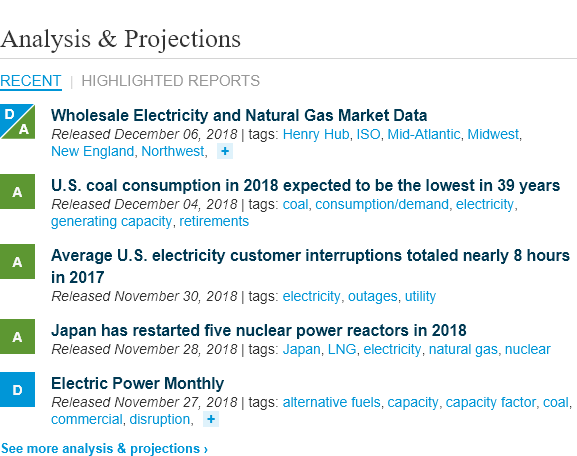 Analysis & Projections
RECENT | HIGHLIGHTED REPORTS
D A
Wholesale Electricity and Natural Gas Market Data
Released December 06, 2018 | tags: Henry Hub, ISO, Mid-Atlantic, Midwest,
New England, Northwest, +
A
U.S. coal consumption in 2018 expected to be the lowest in 39 years
Released December 04, 2018 | tags: coal, consumption/demand, electricity,
generating capacity, retirements
A
Average U.S. electricity customer interruptions totaled nearly 8 hours
in 2017
Released November 30, 2018 | tags: electricity, outages, utility
A
Japan has restarted five nuclear power reactors in 2018
Released November 28, 2018 | tags: Japan, LNG, electricity, natural gas, nuclear
D
Electric Power Monthly
Released November 27, 2018 | tags: alternative fuels, capacity, capacity factor, coal,
commercial, disruption, +
See more analysis & projections ›